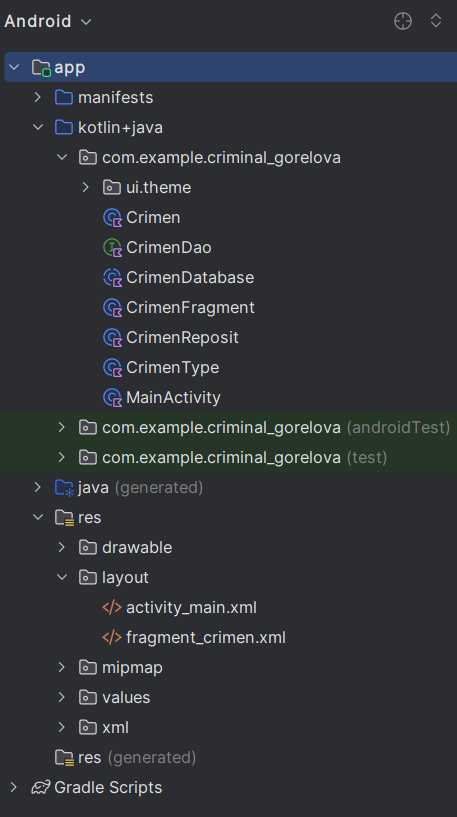 Android
app
manifests
kotlin+java
com.example.criminal_gorelova
ui.theme
Crimen
CrimenDao
CrimenDatabase
CrimenFragment
CrimenReposit
CrimenType
MainActivity
com.example.criminal_gorelova (androidTest)
com.example.criminal_gorelova (test)
java (generated)
res
drawable
layout
activity_main.xml
fragment_crimen.xml
mipmap
values
xml
res (generated)
Gradle Scripts